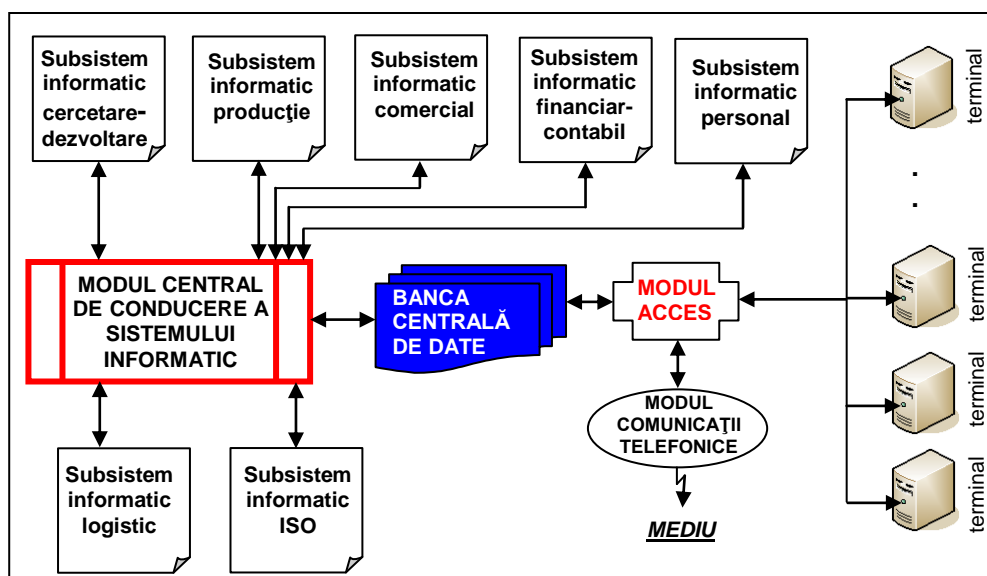 Subsistem
informatic
cercetare-
dezvoltare
Subsistem
informatic
producţie
Subsistem
informatic
comercial
Subsistem
informatic
financiar-
contabil
Subsistem
informatic
personal
terminal
.
.
MODUL CENTRAL
DE CONDUCERE A
SISTEMULUI
INFORMATIC
BANCA
CENTRALĂ
DE DATE
MODUL
ACCES
terminal
MODUL
COMUNICAŢII
TELEFONICE
terminal
Subsistem
informatic
logistic
Subsistem
informatic
ISO
MEDIU
terminal